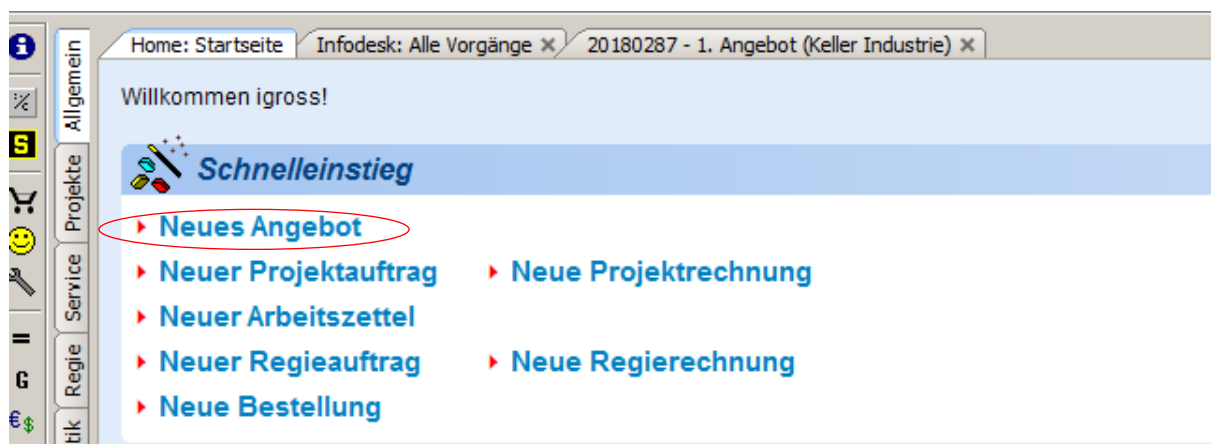 Home: Startseite Infodesk: Alle Vorgänge × 20180287 - 1. Angebot (Keller Industrie) ×
Willkommen igross!
Schnelleinstieg
Neues Angebot
Neuer Projektauftrag Neue Projektrechnung
Neuer Arbeitszettel
Neuer Regieauftrag Neue Regierechnung
Neue Bestellung
Allgemein
Projekte
Service
Regie
tik
i
%
S
=
G
€$